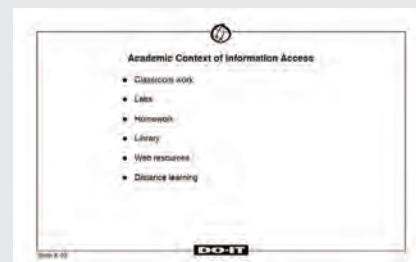 Academic Context of Information Access
Classroom work
Labs
Homework
Library
Web resources
Distance learning
DO-IT